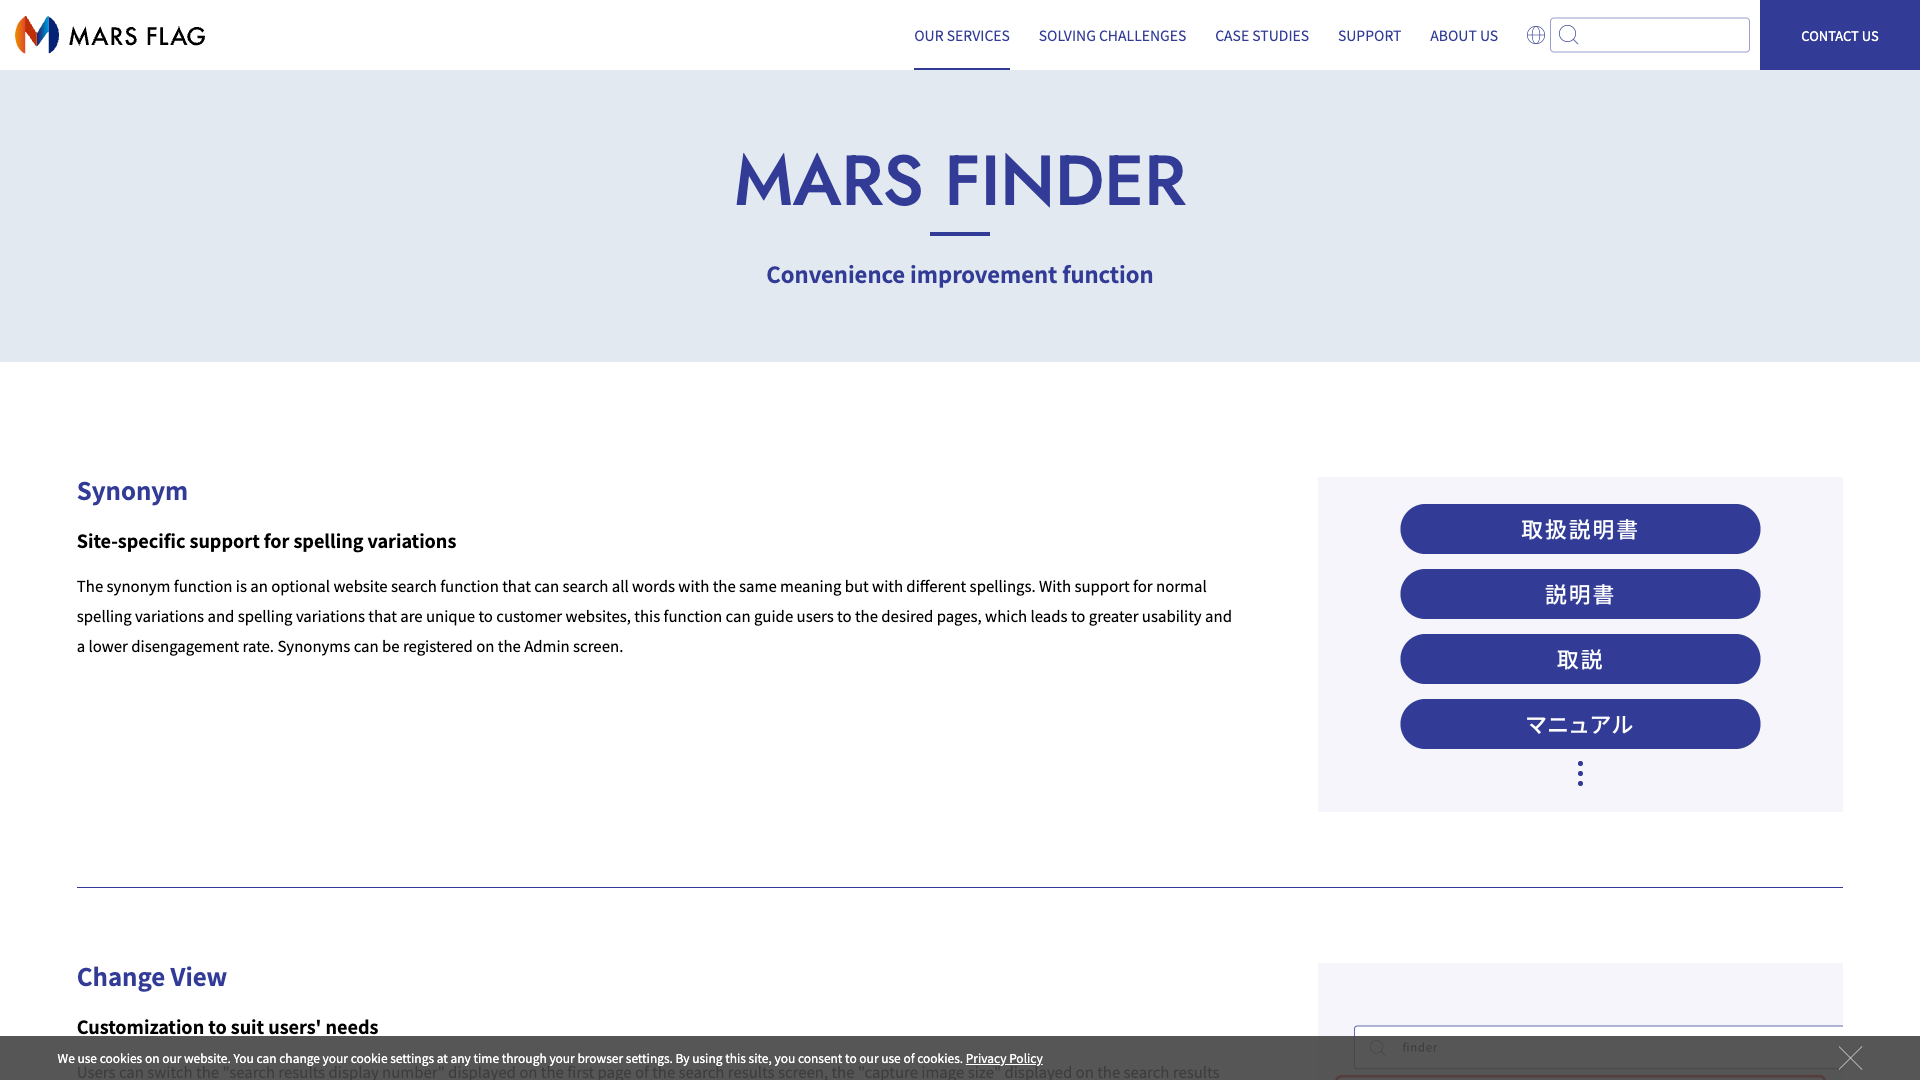 MARS FLAG
OUR SERVICES
SOLVING CHALLENGES
CASE STUDIES
SUPPORT
ABOUT US
CONTACT US
MARS FINDER
Convenience improvement function
Synonym
Site-specific support for spelling variations
The synonym function is an optional website search function that can search all words with the same meaning but with different spellings. With support for normal
spelling variations and spelling variations that are unique to customer websites, this function can guide users to the desired pages, which leads to greater usability and
a lower disengagement rate. Synonyms can be registered on the Admin screen.
取扱説明書
説明書
取説
マニュアル
Change View
Customization to suit users' needs
finder
We use cookies on our website. You can change your cookie settings at any time through your browser settings. By using this site, you consent to our use of cookies. Privacy Policy
Users can switch the "search results display number" displayed on the first page of the search results screen, the "capture image size" displayed on the search results